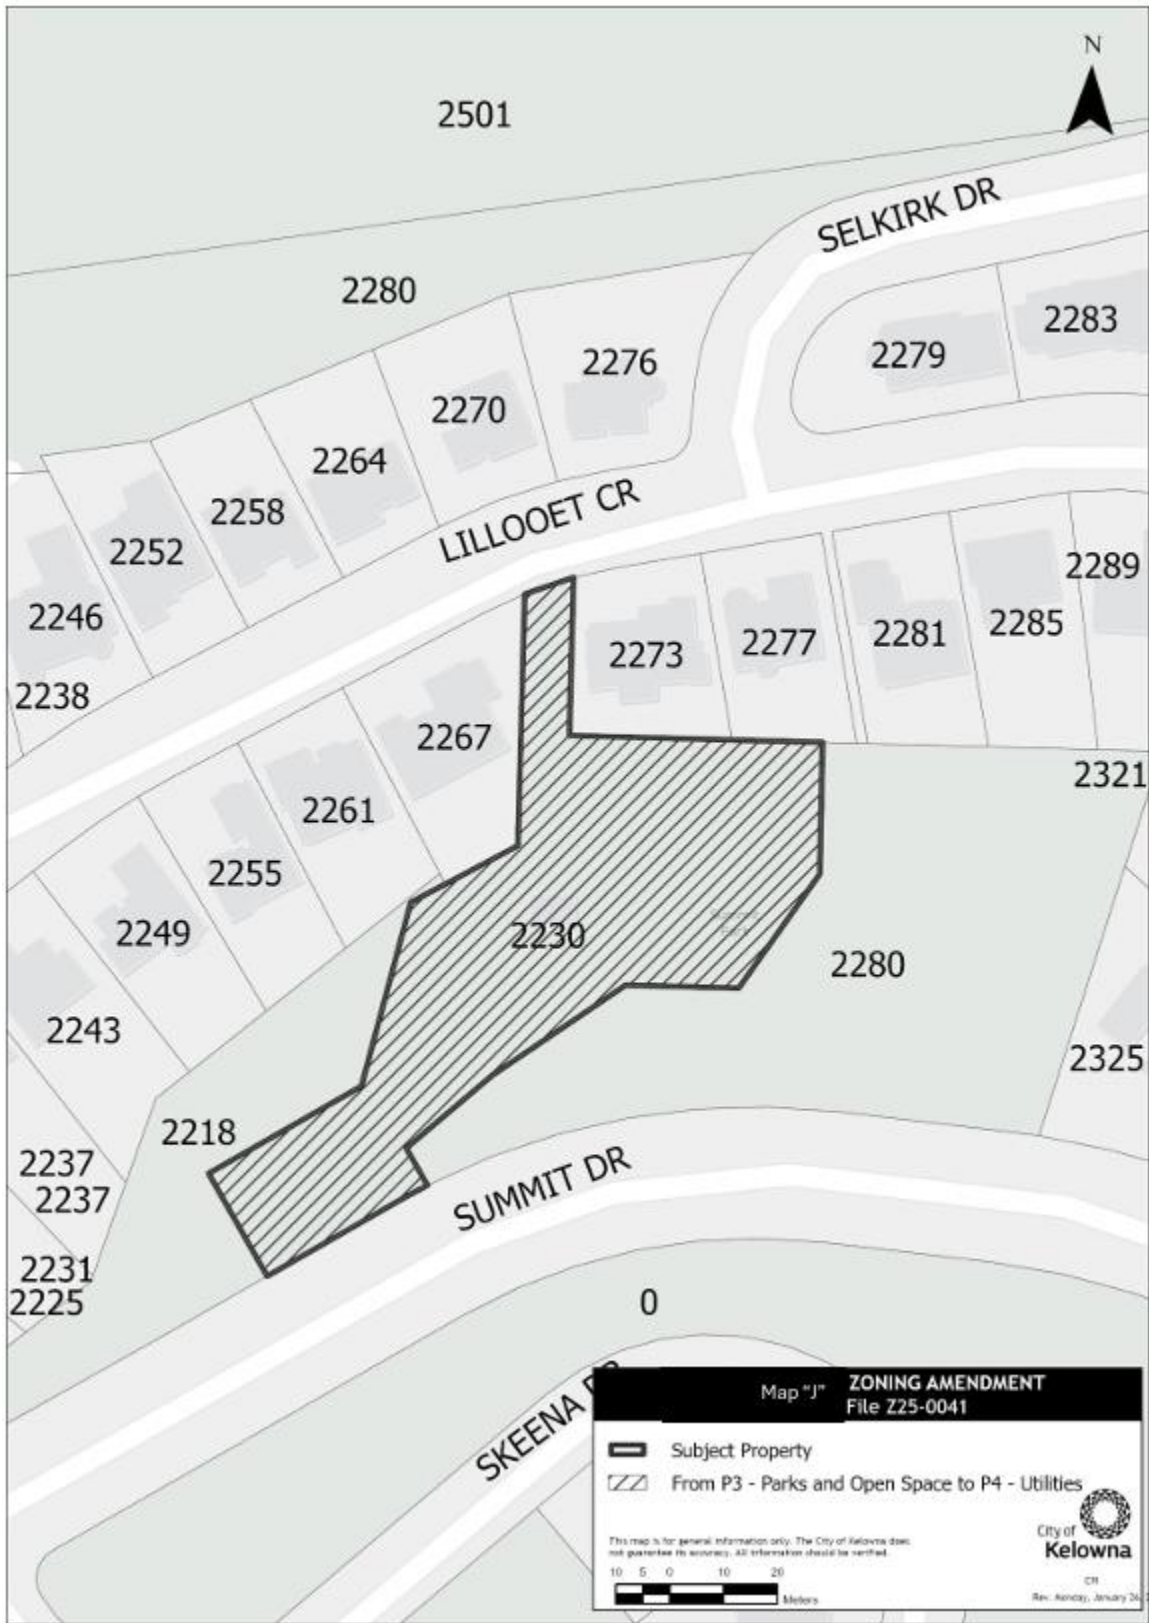 N
2501
SELKIRK DR
2280
2283
2279
2276
2270
2264
LILLOOET CR
2258
2252
2289
2246
2285
2281
2277
2273
2238
2267
2321
2261
2255
2249
2230
2280
2243
2325
2218
SUMMIT DR
2237
2237
2231
2225
0
SKEENA
Map "J"
ZONING AMENDMENT
File Z25-0041
Subject Property
From P3 - Parks and Open Space to P4 - Utilities
This map is for general information only. The City of Kelowna does
not guarantee its accuracy. All information should be verified.
City of
Kelowna
10 5 0 10 20
Meters
Rev. Monday, January 26,